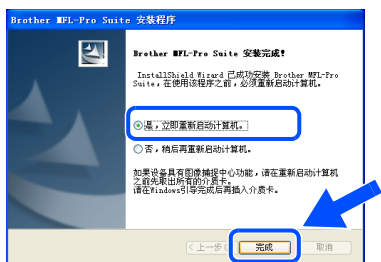 Brother MFL-Pro Suite 安装程序
Brother MFL-Pro Suite 安装完成!
InstallShield Wizard 已成功安装 Brother MFL-Pro
Suite,在使用该程序之前,必须重新启动计算机。
是,立即重新启动计算机。
否,稍后再重新启动计算机。
如果设备具有图像捕捉中心功能,请在重新启动计算机
之前先取出所有的介质卡。
请在Windows引导完成后再插入介质卡。
<上一步
完成
取消